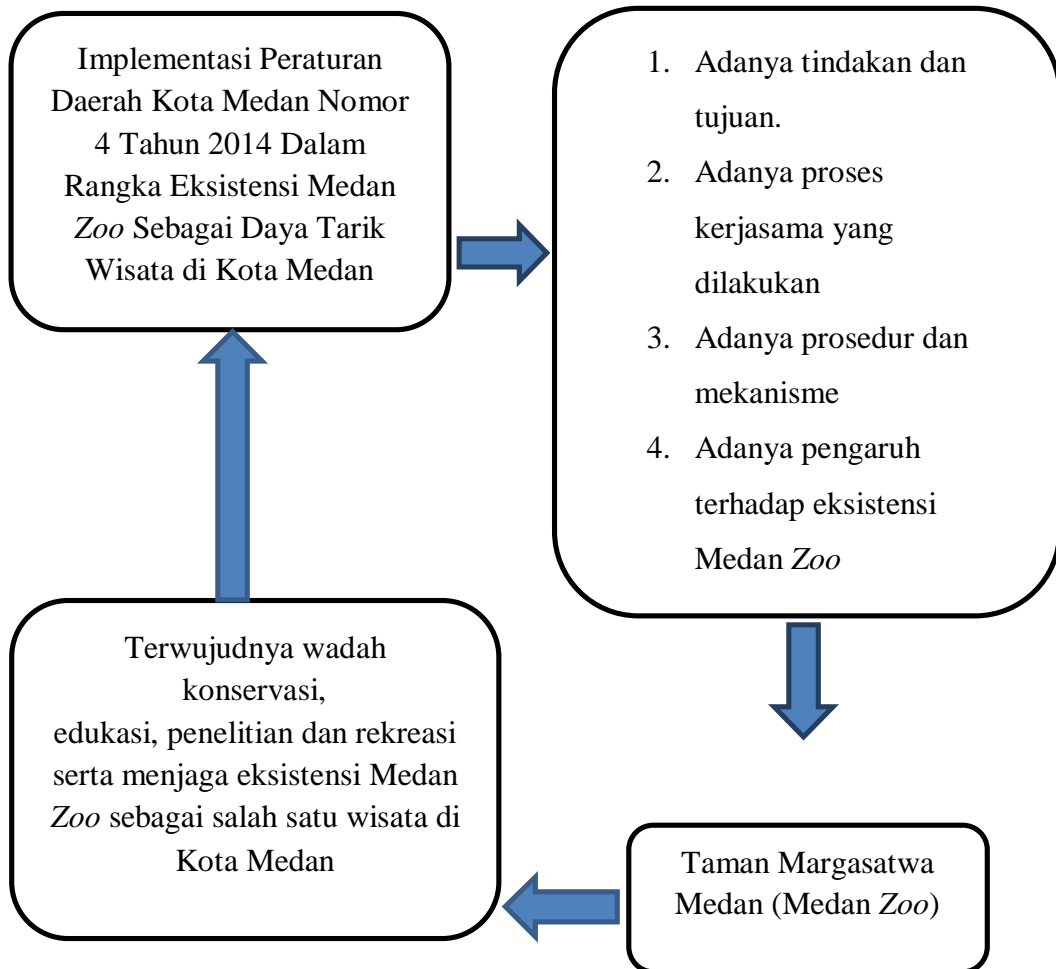 Implementasi Peraturan
Daerah Kota Medan Nomor
4 Tahun 2014 Dalam
Rangka Eksistensi Medan
Zoo Sebagai Daya Tarik
Wisata di Kota Medan
1. Adanya tindakan dan
tujuan.
2. Adanya proses
kerjasama yang
dilakukan
3. Adanya prosedur dan
mekanisme
4. Adanya pengaruh
terhadap eksistensi
Medan Zoo
Taman Margasatwa
Medan (Medan Zoo)
Terwujudnya wadah
konservasi,
edukasi, penelitian dan rekreasi
serta menjaga eksistensi Medan
Zoo sebagai salah satu wisata di
Kota Medan